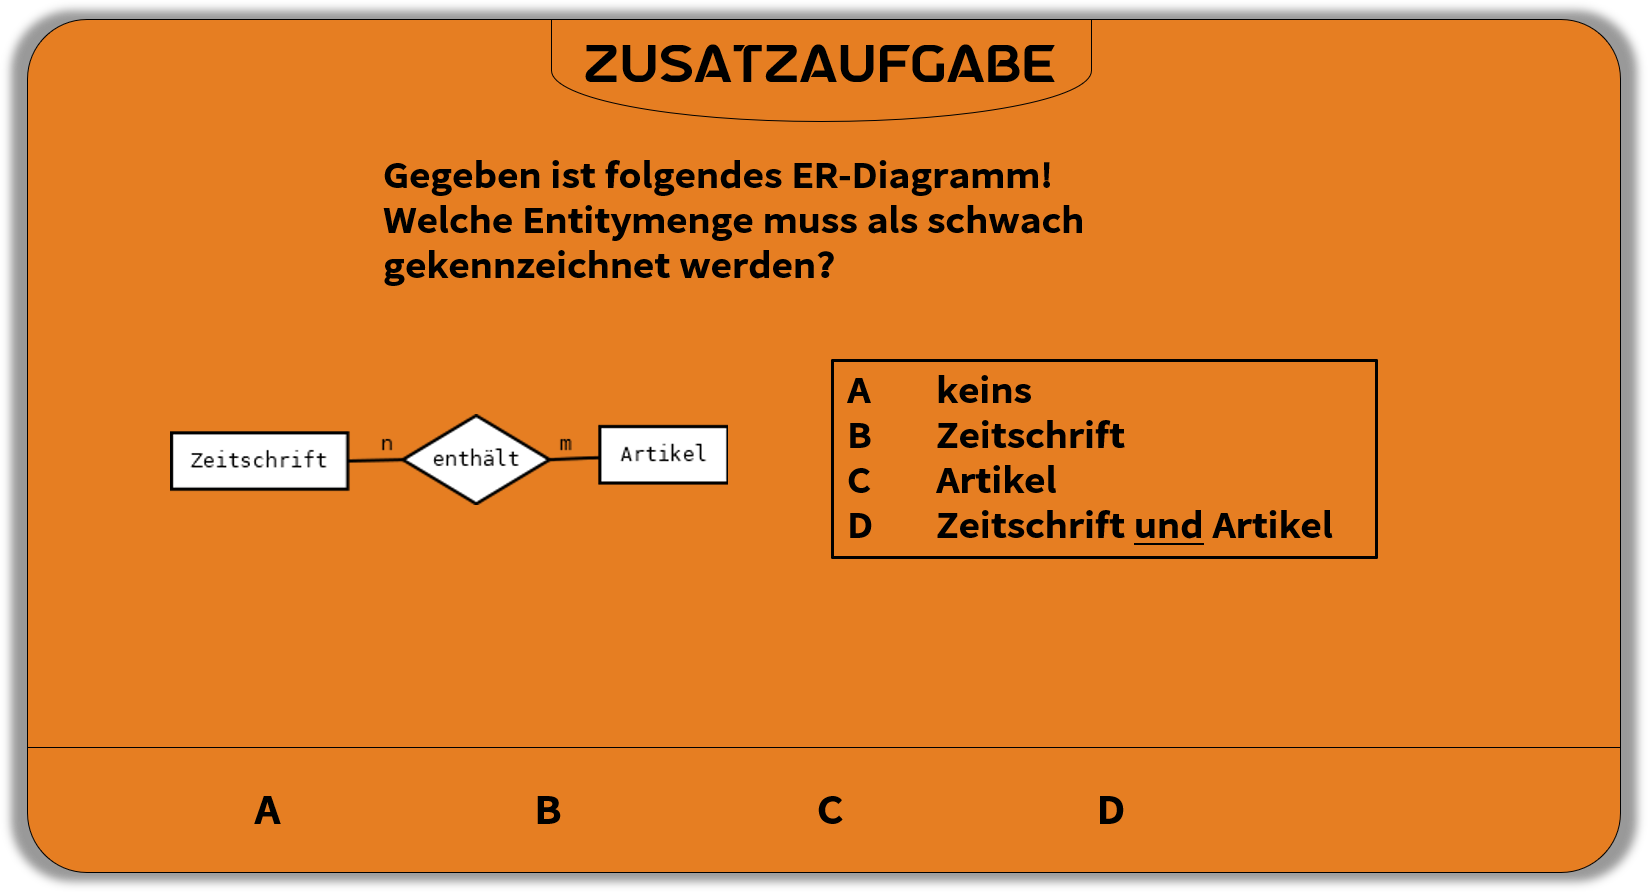 ZUSATZAUFGABE
Gegeben ist folgendes ER-Diagramm!
Welche Entitymenge muss als schwach
gekennzeichnet werden?
Zeitschrift n enthält m Artikel
A keins
B Zeitschrift
C Artikel
D Zeitschrift und Artikel
A B C D